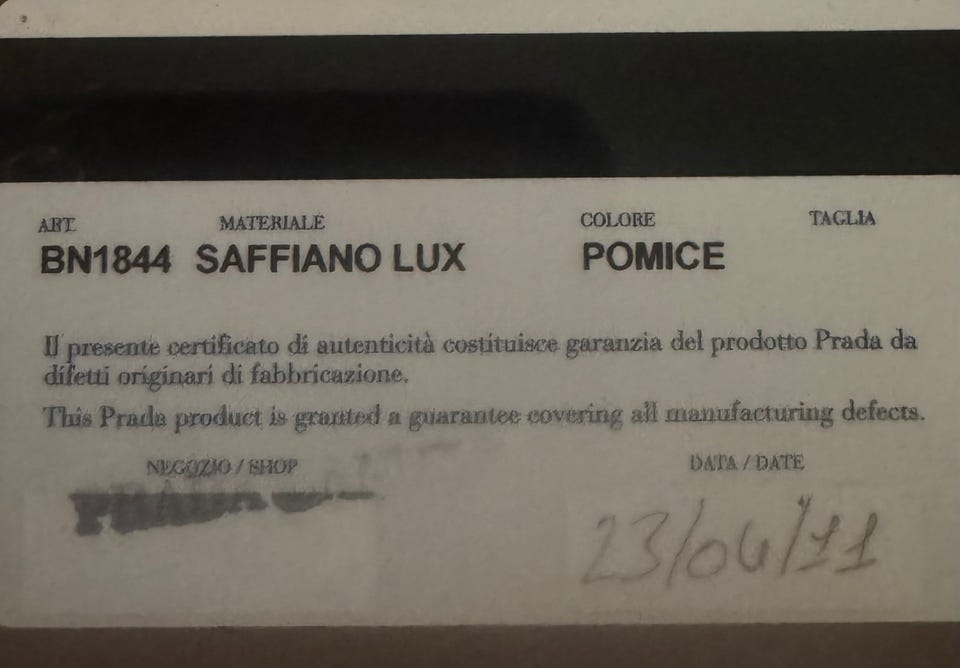 ART. MATERIALE COLORE TAGLIA
BN1844 SAFFIANO LUX POMICE
Il presente certificato di autenticità costituisce garanzia del prodotto Prada da
difetti originari di fabbricazione.
This Prada product is granted a guarantee covering all manufacturing defects.
NEGOZIO / SHOP DATA / DATE
PRADA 23/04/11